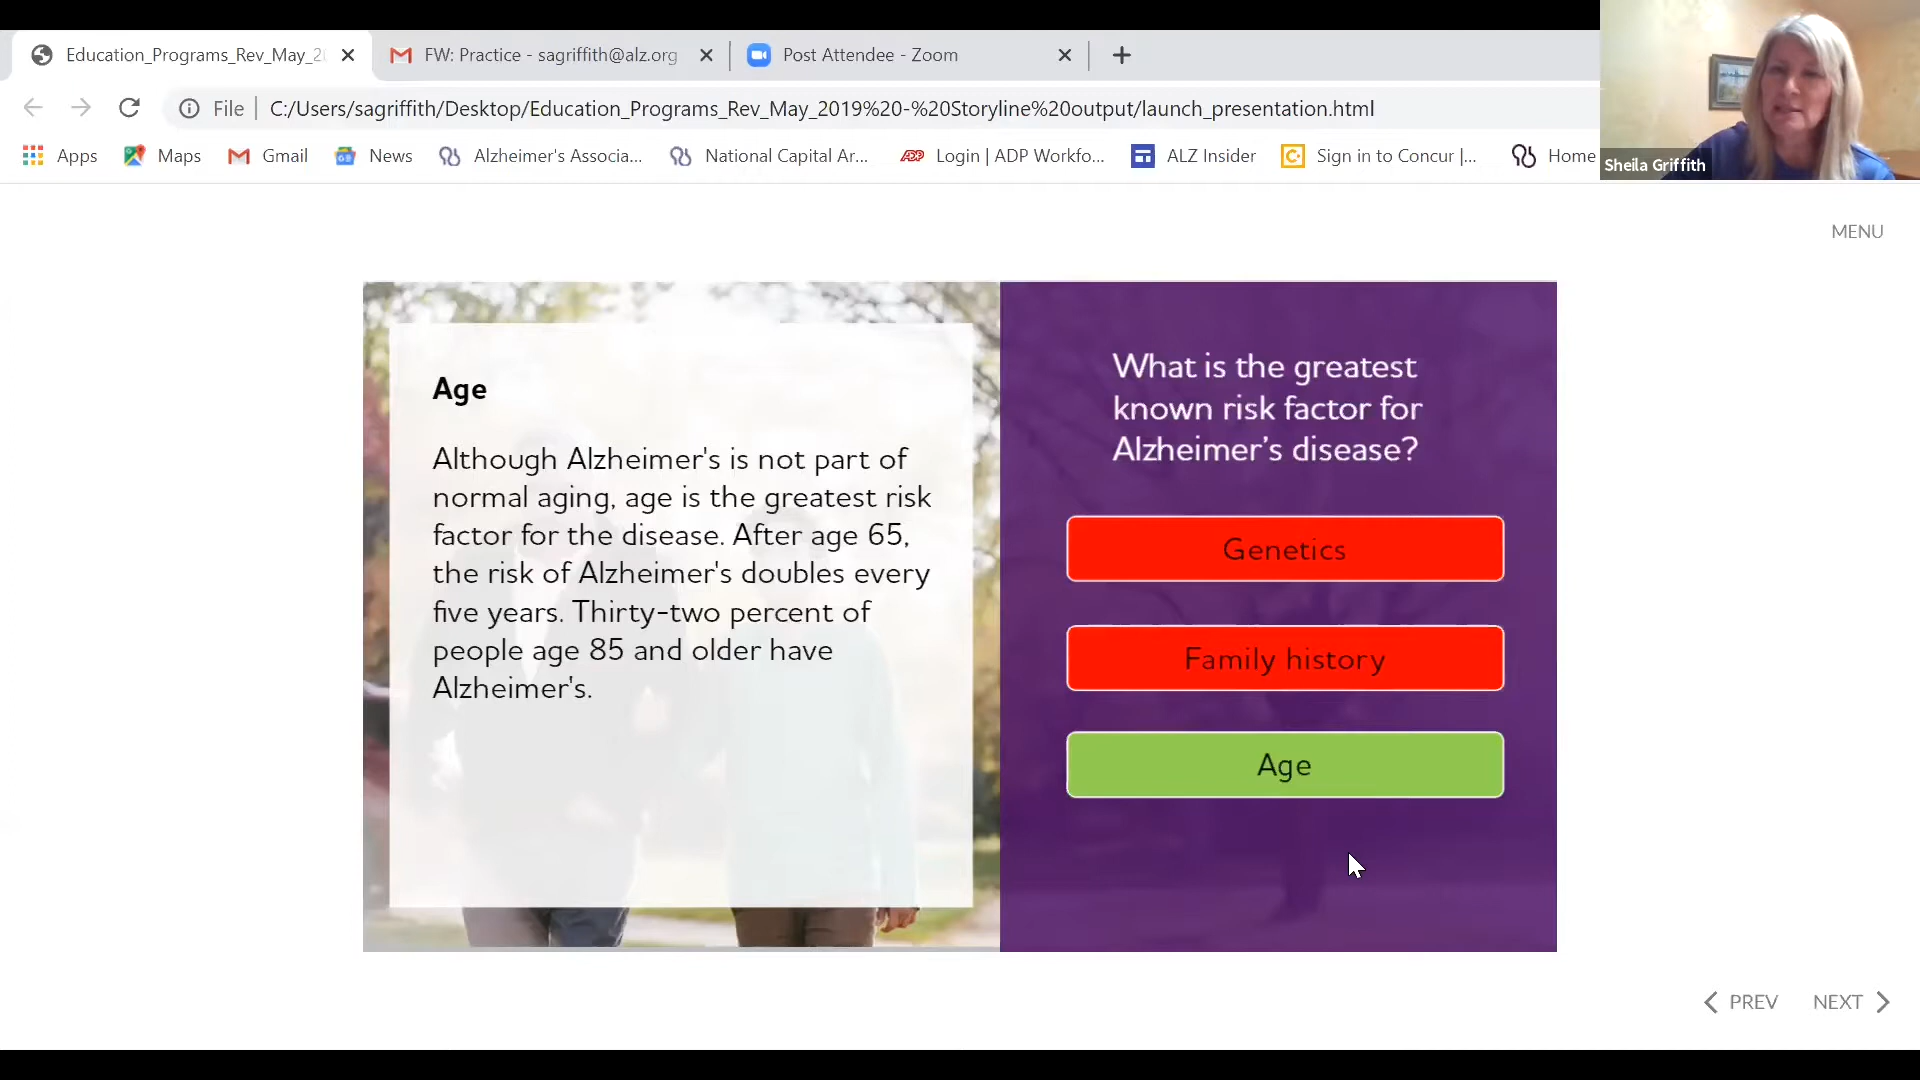 Education_Programs_Rev_May_2
FW: Practice - sagriffith@alz.org
Post Attendee - Zoom
File
C:/Users/sagriffith/Desktop/Education_Programs_Rev_May_2019%20-%20Storyline%20output/launch_presentation.html
Apps
Maps
Gmail
News
Alzheimer's Associa...
National Capital Ar...
ADP
Login | ADP Workfo...
ALZ Insider
Sign in to Concur |...
Home
Sheila Griffith
MENU
Age
Although Alzheimer's is not part of
normal aging, age is the greatest risk
factor for the disease. After age 65,
the risk of Alzheimer's doubles every
five years. Thirty-two percent of
people age 85 and older have
Alzheimer's.
What is the greatest
known risk factor for
Alzheimer's disease?
Genetics
Family history
Age
PREV
NEXT